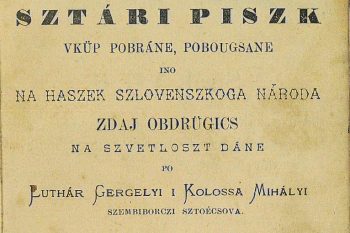 SZTÁRI PISZK
VKÜP POBRÁNE, POBOUGSANE
INO
NA HASZEK SZLOVENSZKOGA NÁRODA
ZDAJ OBDRÜGICS
NA SZVETLOSZT DÁNE
PO
LUTHÁR GERGELYI I KOLOSSA MIHÁLYI
SZEMBIBORCZI SZTOÉCSOVA.